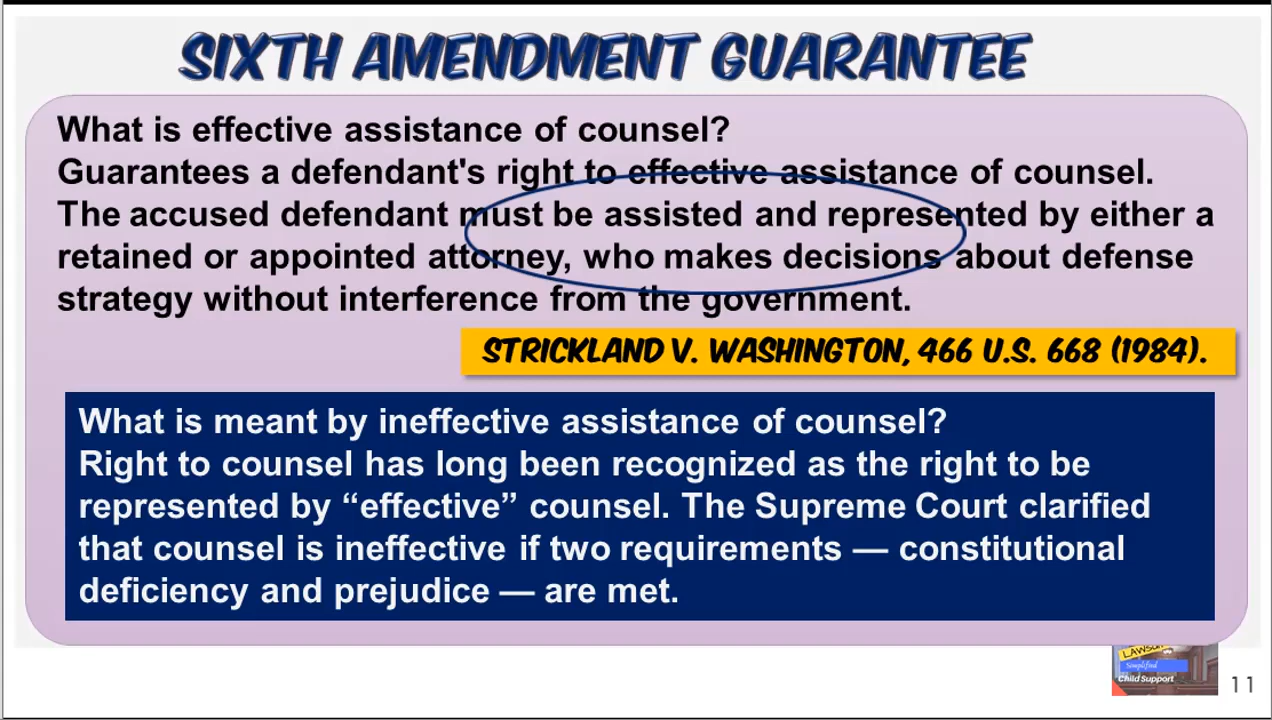 SIXTH AMENDMENT GUARANTEE
What is effective assistance of counsel?
Guarantees a defendant's right to effective assistance of counsel.
The accused defendant must be assisted and represented by either a
retained or appointed attorney, who makes decisions about defense
strategy without interference from the government.
STRICKLAND V. WASHINGTON, 466 U.S. 668 (1984).
What is meant by ineffective assistance of counsel?
Right to counsel has long been recognized as the right to be
represented by “effective” counsel. The Supreme Court clarified
that counsel is ineffective if two requirements — constitutional
deficiency and prejudice — are met.
Simplified
Child Support
11